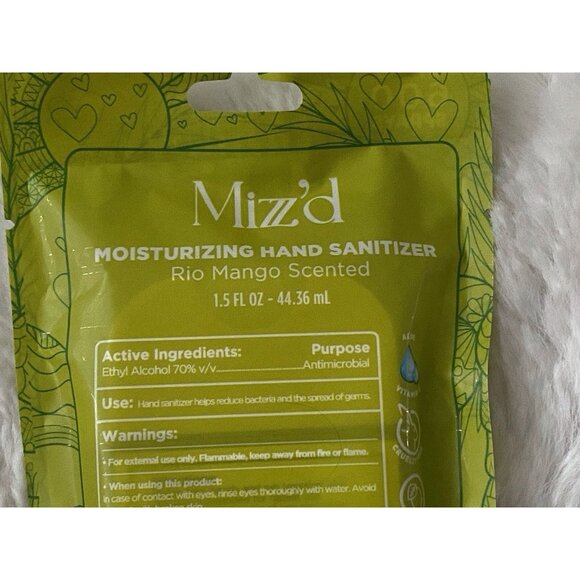 Mizz'd
MOISTURIZING HAND SANITIZER
Rio Mango Scented
1.5 FL OZ - 44.36 mL
Active Ingredients: Purpose
Ethyl Alcohol 70% v/v Antimicrobial
Use: Hand sanitizer helps reduce bacteria and the spread of germs.
Warnings:
• For external use only. Flammable, keep away from fire or flame.
• When using this product:
in case of contact with eyes, rinse eyes thoroughly with water. Avoid